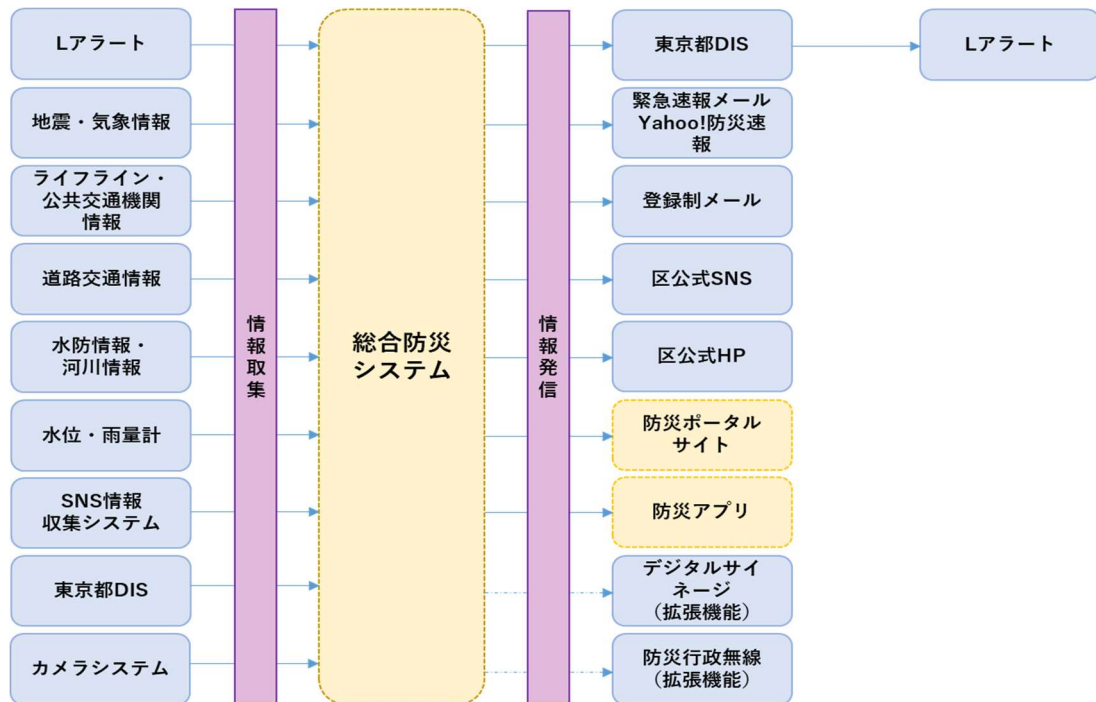 Lアラート
地震・気象情報
ライフライン・
公共交通機関
情報
道路交通情報
水防情報・
河川情報
水位・雨量計
SNS情報
収集システム
東京都DIS
カメラシステム
情報取集
総合防災
システム
情報発信
東京都DIS
緊急速報メール
Yahoo!防災速
報
登録制メール
区公式SNS
区公式HP
防災ポータル
サイト
防災アプリ
デジタルサイ
ネージ
（拡張機能）
防災行政無線
（拡張機能）
Lアラート